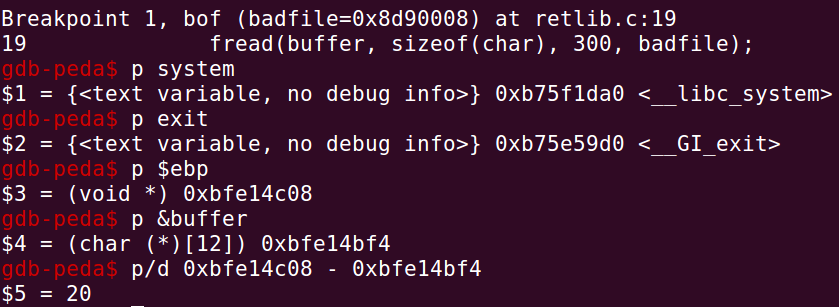 Breakpoint 1, bof (badfile=0x8d90008) at retlib.c:19
19              fread(buffer, sizeof(char), 300, badfile);
gdb-peda$ p system
$1 = {<text variable, no debug info>} 0xb75f1da0 <__libc_system>
gdb-peda$ p exit
$2 = {<text variable, no debug info>} 0xb75e59d0 <__GI_exit>
gdb-peda$ p $ebp
$3 = (void *) 0xbfe14c08
gdb-peda$ p &buffer
$4 = (char (*)[12]) 0xbfe14bf4
gdb-peda$ p/d 0xbfe14c08 - 0xbfe14bf4
$5 = 20